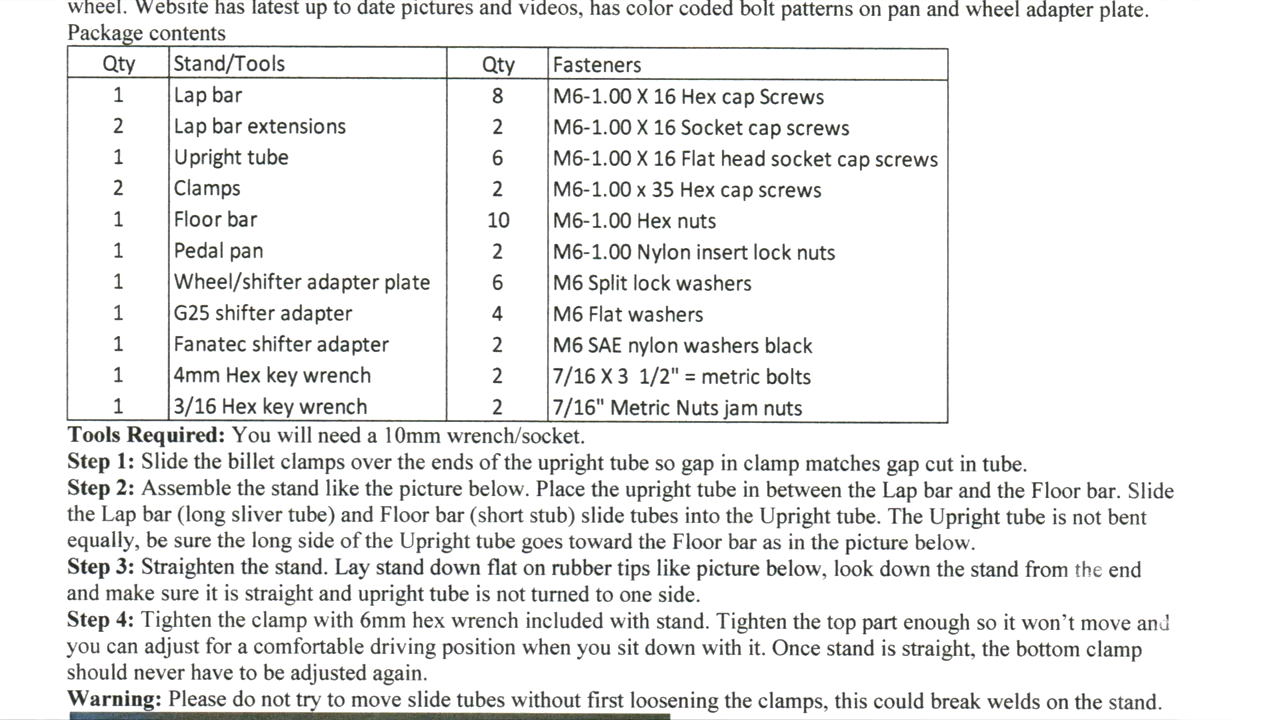 wheel. Website has latest up to date pictures and videos, has color coded bolt patterns on pan and wheel adapter plate.
Package contents
Qty Stand/Tools Qty Fasteners
1 Lap bar 8 M6-1.00 X 16 Hex cap Screws
2 Lap bar extensions 2 M6-1.00 X 16 Socket cap screws
1 Upright tube 6 M6-1.00 X 16 Flat head socket cap screws
2 Clamps 2 M6-1.00 x 35 Hex cap screws
1 Floor bar 10 M6-1.00 Hex nuts
1 Pedal pan 2 M6-1.00 Nylon insert lock nuts
1 Wheel/shifter adapter plate 6 M6 Split lock washers
1 G25 shifter adapter 4 M6 Flat washers
1 Fanatec shifter adapter 2 M6 SAE nylon washers black
1 4mm Hex key wrench 2 7/16 X 3 1/2" = metric bolts
1 3/16 Hex key wrench 2 7/16" Metric Nuts jam nuts
Tools Required: You will need a 10mm wrench/socket.
Step 1: Slide the billet clamps over the ends of the upright tube so gap in clamp matches gap cut in tube.
Step 2: Assemble the stand like the picture below. Place the upright tube in between the Lap bar and the Floor bar. Slide
the Lap bar (long sliver tube) and Floor bar (short stub) slide tubes into the Upright tube. The Upright tube is not bent
equally, be sure the long side of the Upright tube goes toward the Floor bar as in the picture below.
Step 3: Straighten the stand. Lay stand down flat on rubber tips like picture below, look down the stand from the end
and make sure it is straight and upright tube is not turned to one side.
Step 4: Tighten the clamp with 6mm hex wrench included with stand. Tighten the top part enough so it won't move and
you can adjust for a comfortable driving position when you sit down with it. Once stand is straight, the bottom clamp
should never have to be adjusted again.
Warning: Please do not try to move slide tubes without first loosening the clamps, this could break welds on the stand.